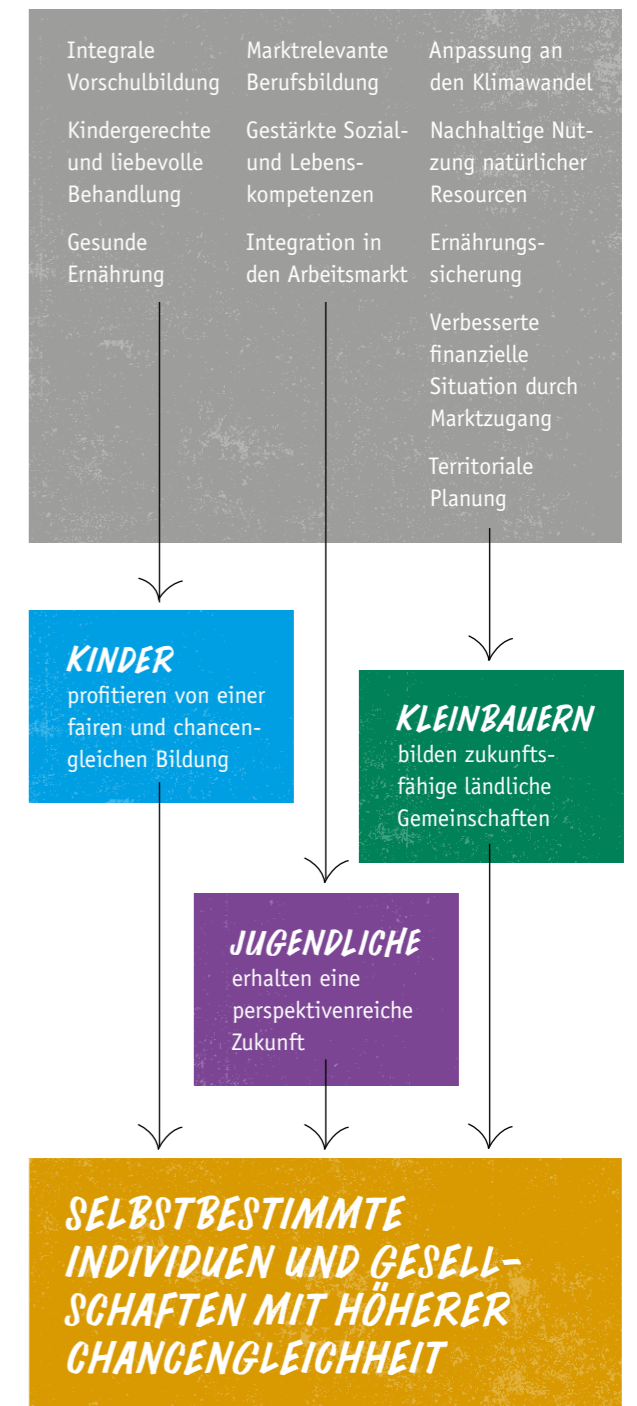 Integrale
Vorschulbildung
Kindergerechte
und liebevolle
Behandlung
Gesunde
Ernährung
Marktrelevante
Berufsbildung
Gestärkte Sozial-
und Lebens-
kompetenzen
Integration in
den Arbeitsmarkt
Anpassung an
den Klimawandel
Nachhaltige Nut-
zung natürlicher
Resourcen
Ernährungs-
sicherung
Verbesserte
finanzielle
Situation durch
Marktzugang
Territoriale
Planung
KINDER
profitieren von einer
fairen und chancen-
gleichen Bildung
KLEINBAUERN
bilden zukunfts-
fähige ländliche
Gemeinschaften
JUGENDLICHE
erhalten eine
perspektivenreiche
Zukunft
SELBSTBESTIMMTE
INDIVIDUEN UND GESELL-
SCHAFTEN MIT HÖHERER
CHANCENGLEICHHEIT